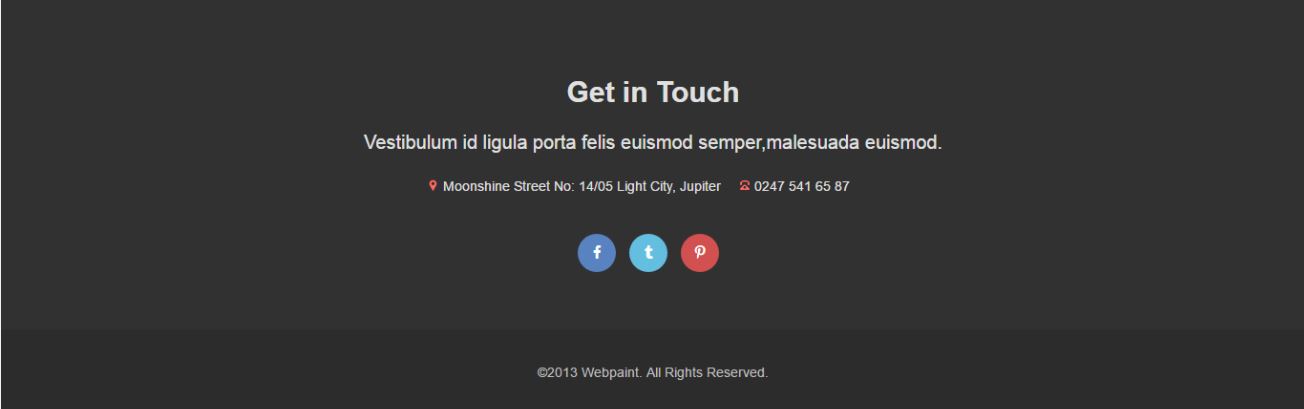 Get in Touch
Vestibulum id ligula porta felis euismod semper,malesuada euismod.
Moonshine Street No: 14/05 Light City, Jupiter 0247 541 65 87
©2013 Webpaint. All Rights Reserved.